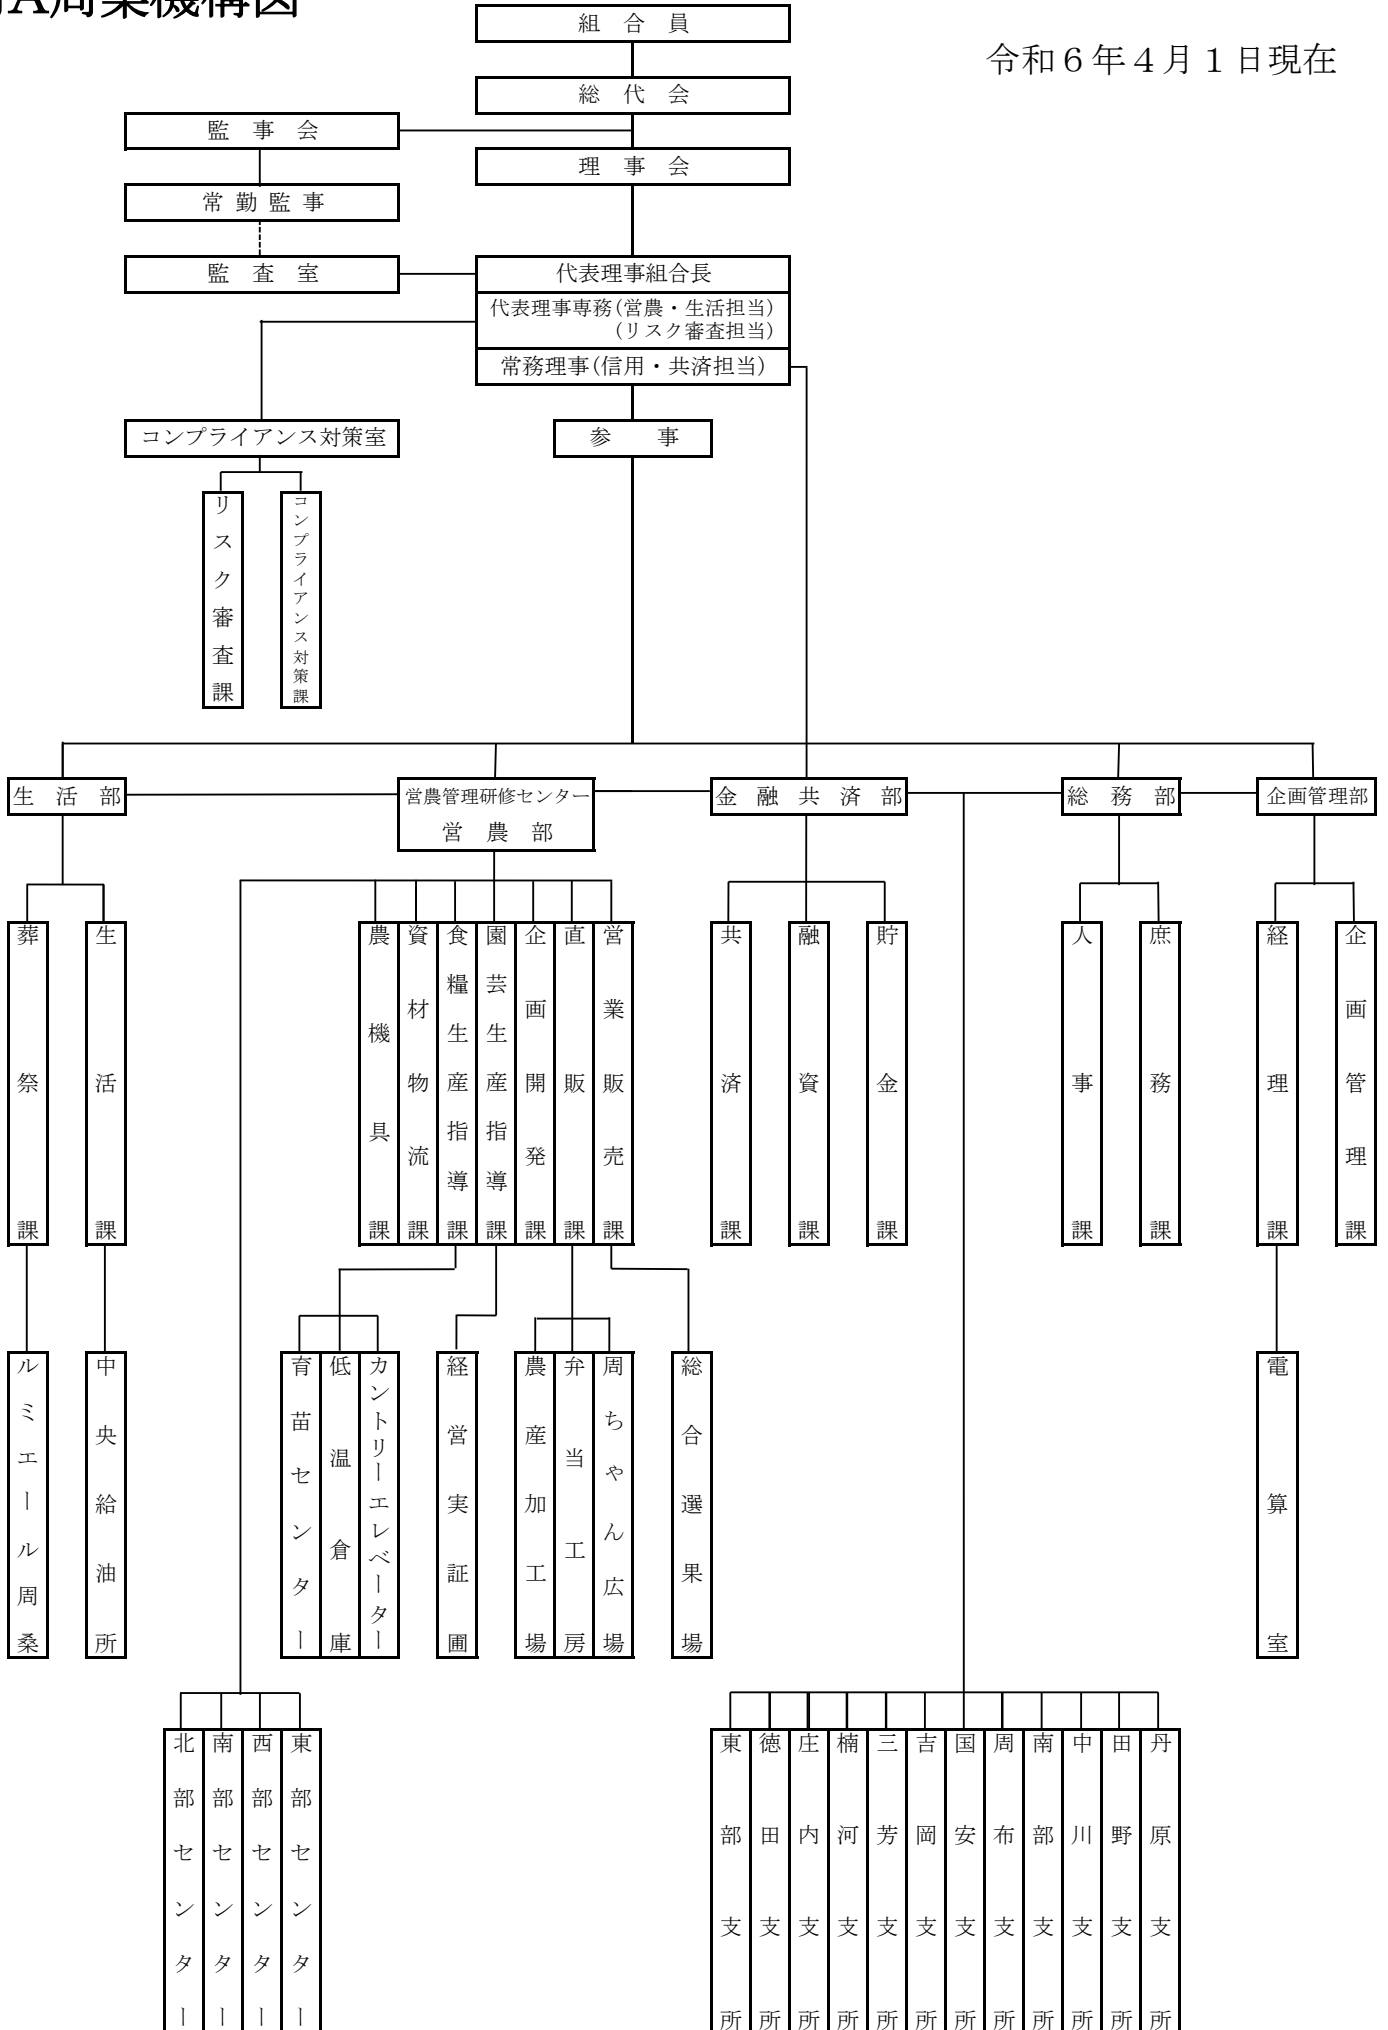 A周桑機構図
令和６年４月１日現在
組合員
総代会
監事会
理事会
常勤監事
監査室
代表理事組合長
代表理事専務(営農・生活担当)
(リスク審査担当)
常務理事(信用・共済担当)
コンプライアンス対策室
参事
リスク審査課
コンプライアンス対策課
生活部
営農管理研修センター
営農部
金融共済部
総務部
企画管理部
葬祭課
生活課
農機具課
資材物流課
食糧生産指導課
園芸生産指導課
企画開発課
直販課
営業販売課
共済課
融資課
貯金課
人事課
庶務課
経理課
企画管理課
ルミエール周桑
中央給油所
育苗センター
低温倉庫
カントリーエレベーター
経営実証圃
農産加工場
弁当工房
周ちゃん広場
総合選果場
電算室
北部センター
南部センター
西部センター
東部センター
東部支所
徳田支所
庄内支所
楠河支所
三芳支所
吉岡支所
国安支所
周布支所
南部支所
中川支所
田野支所
丹原支所